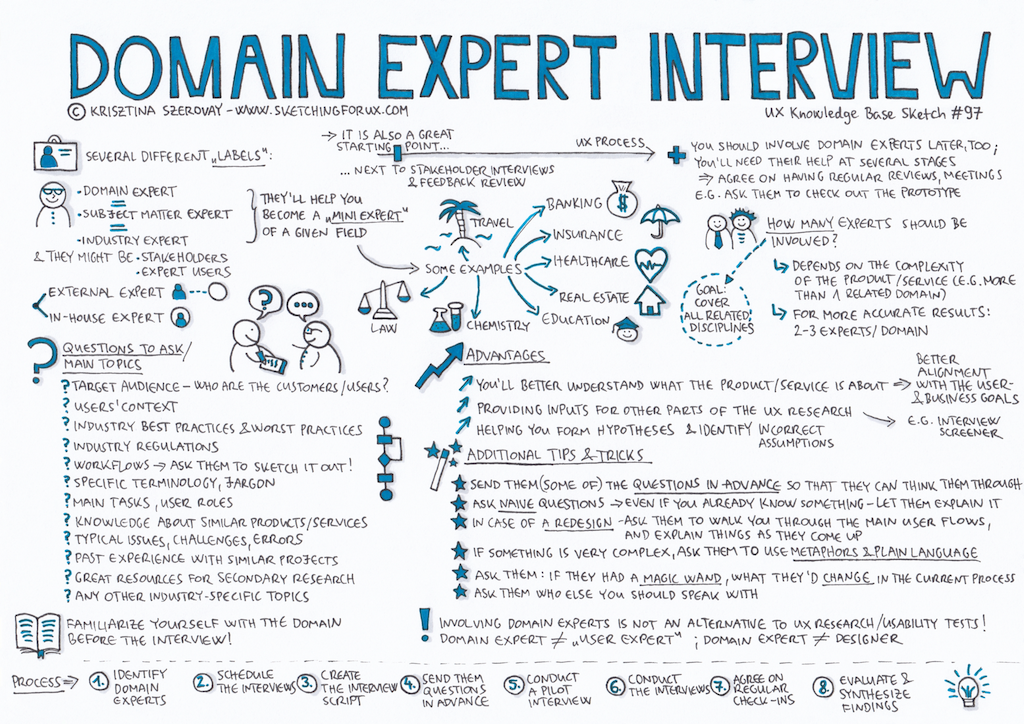 DOMAIN EXPERT INTERVIEW
© KRISZTINA SZEROVAY - WWW.SKETCHINGFORUX.COM
UX KNOWLEDGE BASE SKETCH #97
SEVERAL DIFFERENT „LABELS":
• DOMAIN EXPERT
=
• SUBJECT MATTER EXPERT
=
• INDUSTRY EXPERT
& THEY MIGHT BE • STAKEHOLDERS
• EXPERT USERS
EXTERNAL EXPERT
IN-HOUSE EXPERT
THEY'LL HELP YOU
BECOME A „MINI EXPERT"
OF A GIVEN FIELD
→ IT IS ALSO A GREAT
STARTING POINT...
UX PROCESS
... NEXT TO STAKEHOLDER INTERVIEWS
& FEEDBACK REVIEW
+ YOU SHOULD INVOLVE DOMAIN EXPERTS LATER, TOO;
YOU'LL NEED THEIR HELP AT SEVERAL STAGES
⇒ AGREE ON HAVING REGULAR REVIEWS, MEETINGS
E.G. ASK THEM TO CHECK OUT THE PROTOTYPE
SOME EXAMPLES
TRAVEL
BANKING
$
INSURANCE
HEALTHCARE
REAL ESTATE
EDUCATION
CHEMISTRY
LAW
HOW MANY EXPERTS SHOULD BE
INVOLVED?
↳ DEPENDS ON THE COMPLEXITY
OF THE PRODUCT/SERVICE (E.G. MORE
THAN 1 RELATED DOMAIN)
↳ FOR MORE ACCURATE RESULTS:
2-3 EXPERTS/DOMAIN
GOAL:
COVER
ALL RELATED
DISCIPLINES
?
...
? QUESTIONS TO ASK/
MAIN TOPICS
? TARGET AUDIENCE - WHO ARE THE CUSTOMERS/USERS?
? USERS' CONTEXT
? INDUSTRY BEST PRACTICES & WORST PRACTICES
? INDUSTRY REGULATIONS
? WORKFLOWS → ASK THEM TO SKETCH IT OUT!
? SPECIFIC TERMINOLOGY, JARGON
? MAIN TASKS, USER ROLES
? KNOWLEDGE ABOUT SIMILAR PRODUCTS/SERVICES
? TYPICAL ISSUES, CHALLENGES, ERRORS
? PAST EXPERIENCE WITH SIMILAR PROJECTS
? GREAT RESOURCES FOR SECONDARY RESEARCH
? ANY OTHER INDUSTRY-SPECIFIC TOPICS
FAMILIARIZE YOURSELF WITH THE DOMAIN
BEFORE THE INTERVIEW!
ADVANTAGES
YOU'LL BETTER UNDERSTAND WHAT THE PRODUCT/SERVICE IS ABOUT ⇒
BETTER
ALIGNMENT
WITH THE USER-
& BUSINESS GOALS
PROVIDING INPUTS FOR OTHER PARTS OF THE UX RESEARCH
E.G. INTERVIEW
SCREENER
HELPING YOU FORM HYPOTHESES & IDENTIFY INCORRECT
ASSUMPTIONS
ADDITIONAL TIPS & TRICKS
SEND THEM (SOME OF) THE QUESTIONS IN ADVANCE SO THAT THEY CAN THINK THEM THROUGH
ASK NAIVE QUESTIONS → EVEN IF YOU ALREADY KNOW SOMETHING - LET THEM EXPLAIN IT
IN CASE OF A REDESIGN - ASK THEM TO WALK YOU THROUGH THE MAIN USER FLOWS,
AND EXPLAIN THINGS AS THEY COME UP
IF SOMETHING IS VERY COMPLEX, ASK THEM TO USE METAPHORS & PLAIN LANGUAGE
ASK THEM: IF THEY HAD A MAGIC WAND, WHAT THEY'D CHANGE IN THE CURRENT PROCESS
ASK THEM WHO ELSE YOU SHOULD SPEAK WITH
! INVOLVING DOMAIN EXPERTS IS NOT AN ALTERNATIVE TO UX RESEARCH/USABILITY TESTS!
DOMAIN EXPERT ≠ „USER EXPERT" ; DOMAIN EXPERT ≠ DESIGNER
PROCESS ⇒
1. IDENTIFY
DOMAIN
EXPERTS
2. SCHEDULE
THE INTERVIEWS
3. CREATE
THE INTERVIEW
SCRIPT
4. SEND THEM
QUESTIONS
IN ADVANCE
5. CONDUCT
A PILOT
INTERVIEW
6. CONDUCT
THE INTERVIEWS
7. AGREE ON
REGULAR
CHECK-INS
8. EVALUATE &
SYNTHESIZE
FINDINGS